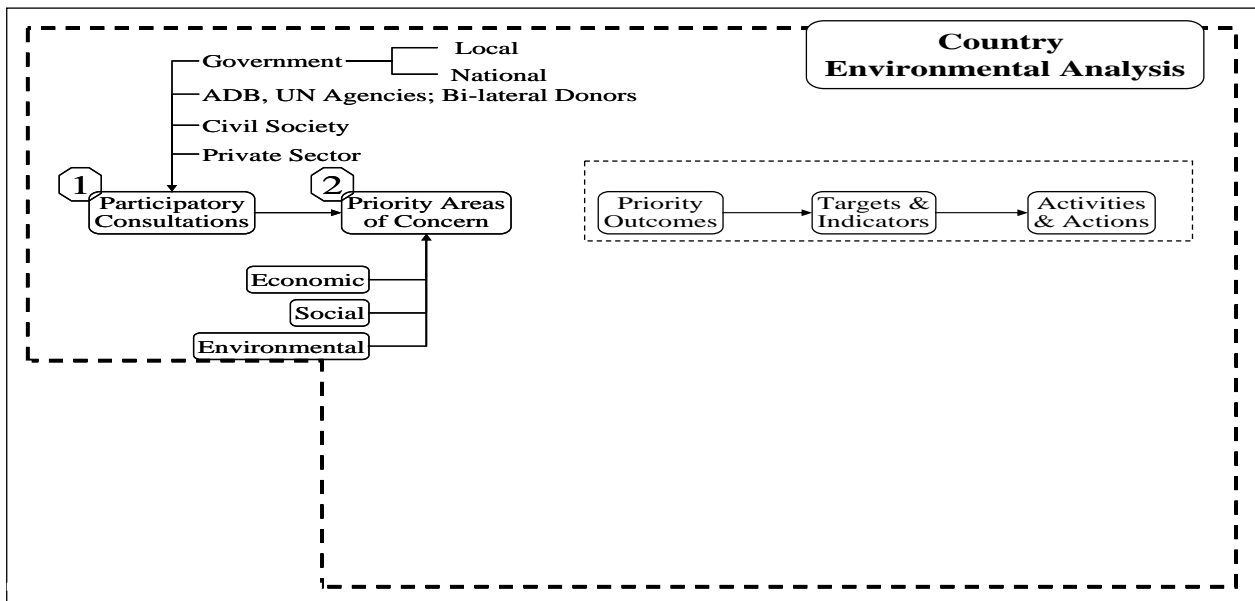 Country
Environmental Analysis
Local
Government
National
ADB, UN Agencies; Bi-lateral Donors
Civil Society
Private Sector
1
Participatory
Consultations
2
Priority Areas
of Concern
Priority
Outcomes
Targets &
Indicators
Activities
& Actions
Economic
Social
Environmental